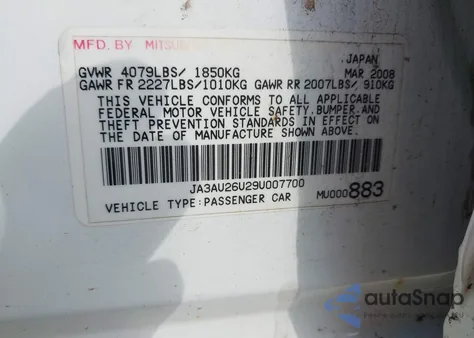 MFD. BY MITSUBISHI
JAPAN
GVWR 4079LBS/ 1850KG MAR 2008
GAWR FR 2227LBS/1010KG GAWR RR 2007LBS/ 910KG
THIS VEHICLE CONFORMS TO ALL APPLICABLE
FEDERAL MOTOR VEHICLE SAFETY,BUMPER,AND
THEFT PREVENTION STANDARDS IN EFFECT ON
THE DATE OF MANUFACTURE SHOWN ABOVE.
JA3AU26U29U007700
VEHICLE TYPE:PASSENGER CAR MU000883
autaSnap